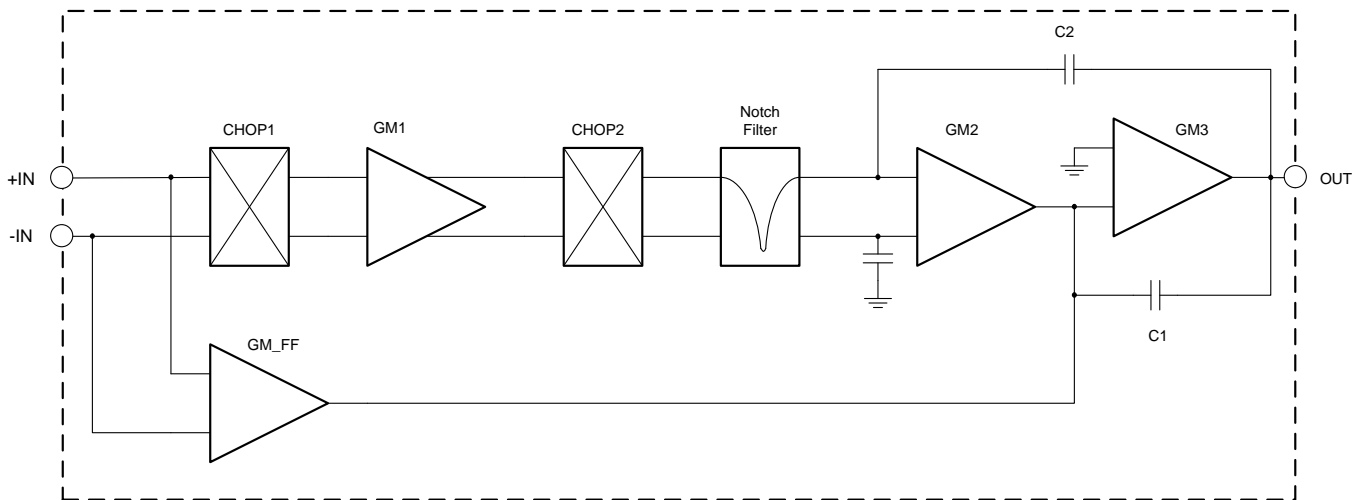 C2
CHOP1
GM1
CHOP2
Notch
Filter
GM2
GM3
+IN
-IN
OUT
C1
GM_FF